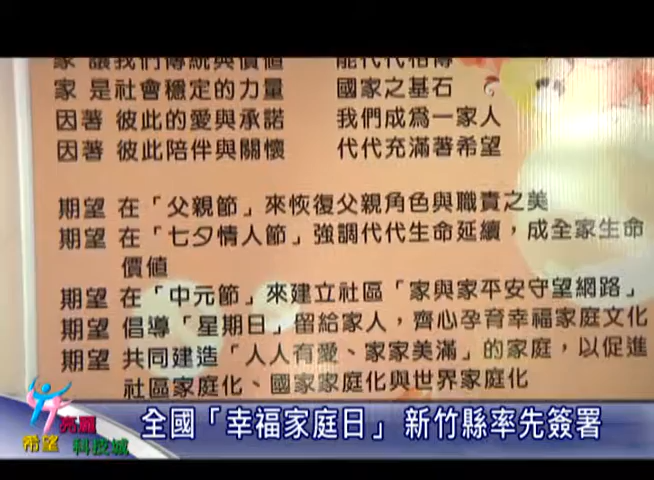 家 讓我們傳統與價值 能代代相傳
家 是社會穩定的力量 國家之基石
因著 彼此的愛與承諾 我們成為一家人
因著 彼此陪伴與關懷 代代充滿著希望
期望 在「父親節」來恢復父親角色與職責之美
期望 在「七夕情人節」強調代代生命延續，成全家生命
價值
期望 在「中元節」來建立社區「家與家平安守望網路」
期望 倡導「星期日」留給家人，齊心孕育幸福家庭文化
期望 共同建造「人人有愛、家家美滿」的家庭，以促進
社區家庭化、國家家庭化與世界家庭化
亮麗
希望 科技城
全國「幸福家庭日」 新竹縣率先簽署